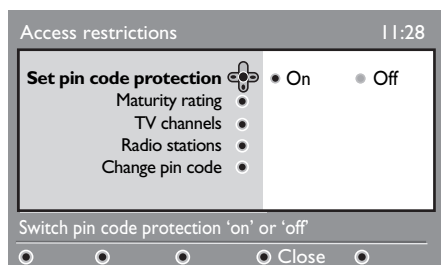 Access restrictions 11:28
Set pin code protection On Off
Maturity rating
TV channels
Radio stations
Change pin code
Switch pin code protection ‘on’ or ‘off’
Close